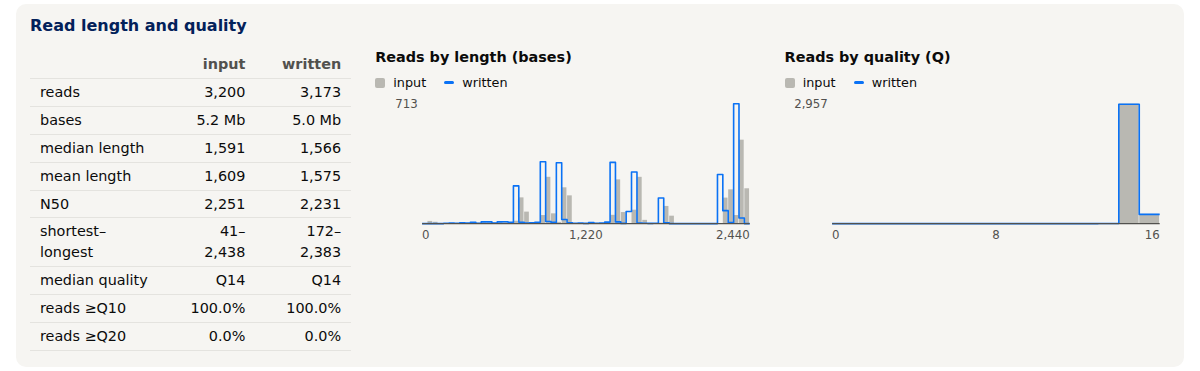 Read length and quality
input written
reads 3,200 3,173
bases 5.2 Mb 5.0 Mb
median length 1,591 1,566
mean length 1,609 1,575
N50 2,251 2,231
shortest– 41– 172–
longest 2,438 2,383
median quality Q14 Q14
reads ≥Q10 100.0% 100.0%
reads ≥Q20 0.0% 0.0%
Reads by length (bases)
input written
713
0 1,220 2,440
Reads by quality (Q)
input written
2,957
0 8 16